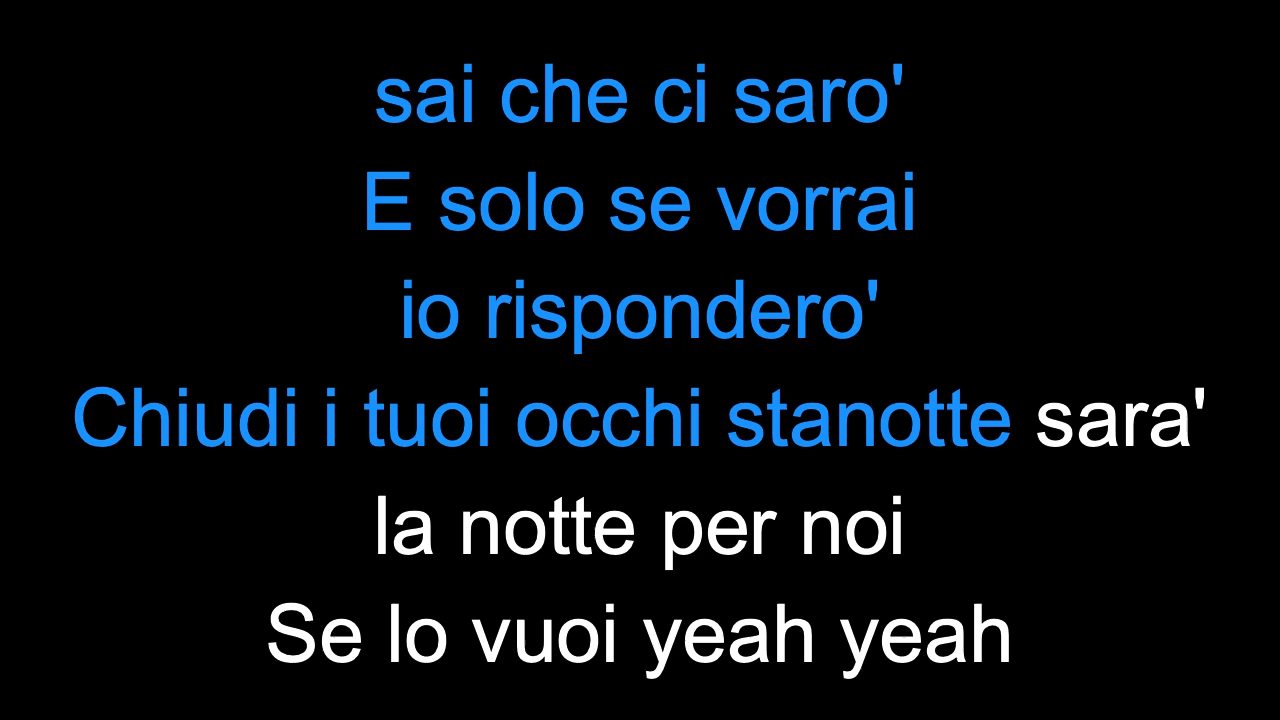 sai che ci saro'
E solo se vorrai
io rispondero'
Chiudi i tuoi occhi stanotte sara'
la notte per noi
Se lo vuoi yeah yeah